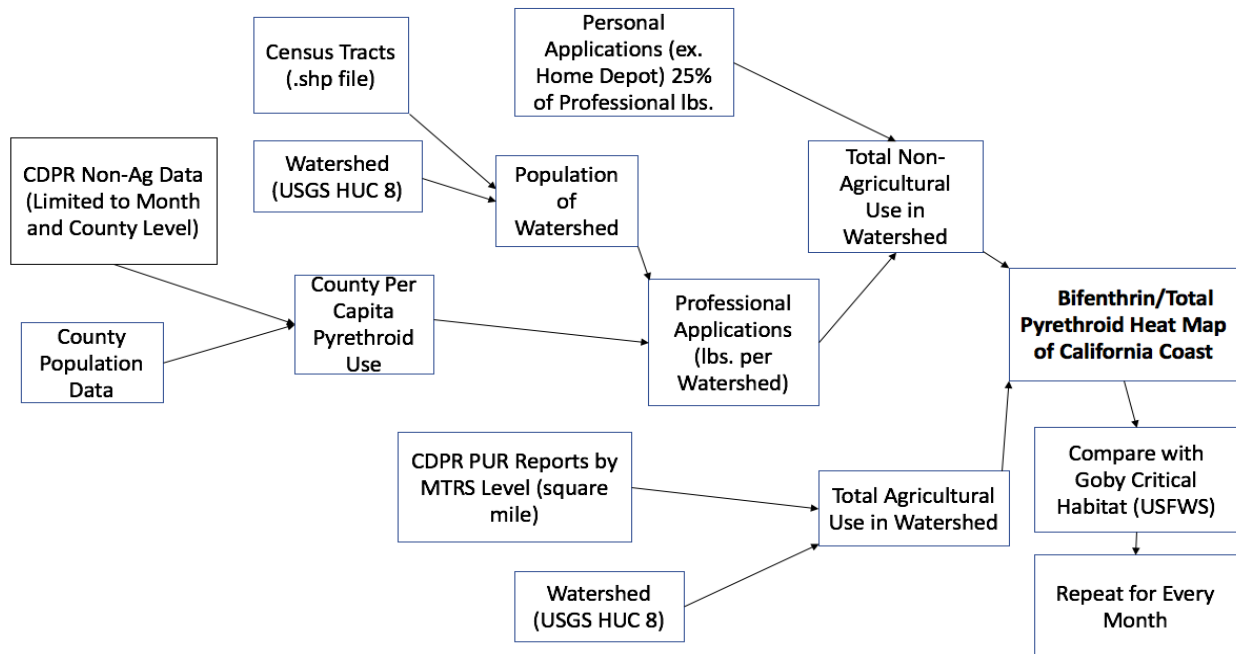 Census Tracts
(.shp file)
Personal
Applications (ex.
Home Depot) 25%
of Professional lbs.
CDPR Non-Ag Data
(Limited to Month
and County Level)
Watershed
(USGS HUC 8)
Population
of
Watershed
Total Non-
Agricultural
Use in
Watershed
County
Population
Data
County Per
Capita
Pyrethroid
Use
Professional
Applications
(lbs. per
Watershed)
Bifenthrin/Total
Pyrethroid Heat Map
of California Coast
CDPR PUR Reports by
MTRS Level (square
mile)
Total Agricultural
Use in Watershed
Compare with
Goby Critical
Habitat (USFWS)
Watershed
(USGS HUC 8)
Repeat for Every
Month